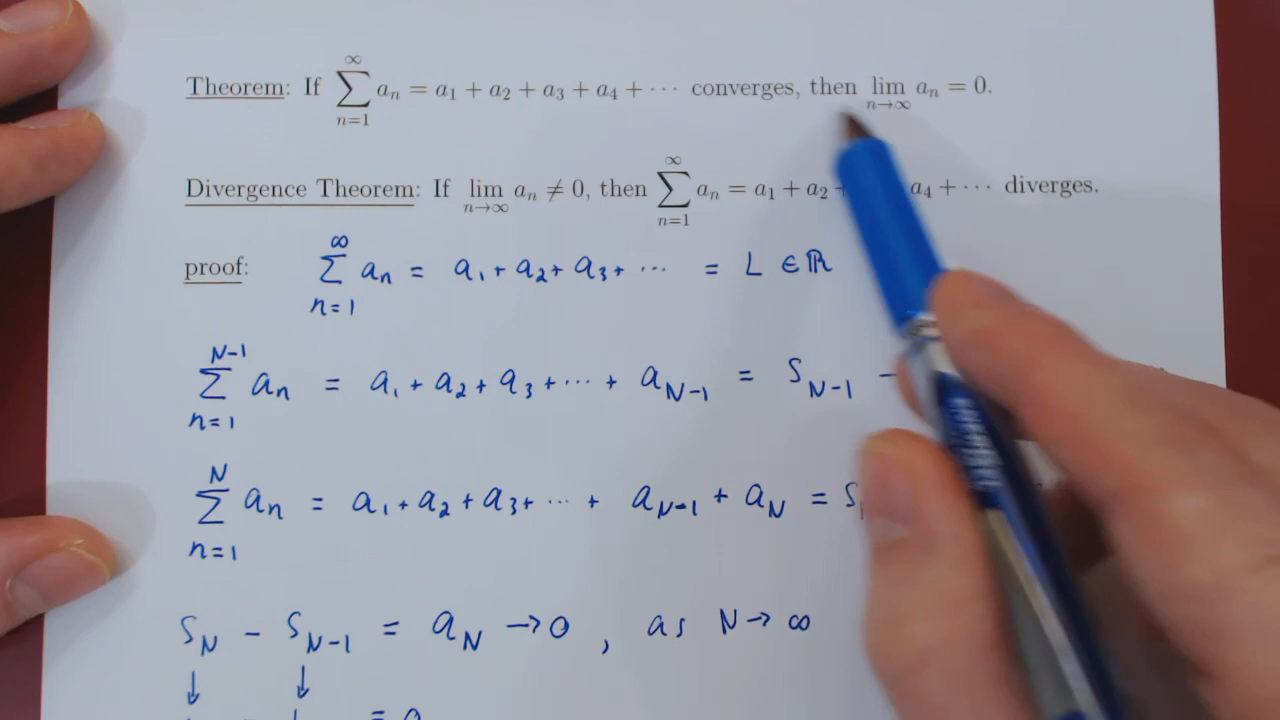 Theorem: If ∑_{n=1}^{∞} a_n = a_1 + a_2 + a_3 + a_4 + ⋯ converges, then lim_{n→∞} a_n = 0.
Divergence Theorem: If lim_{n→∞} a_n ≠ 0, then ∑_{n=1}^{∞} a_n = a_1 + a_2 + a_4 + ⋯ diverges.
proof: ∑_{n=1}^{∞} a_n = a_1 + a_2 + a_3 + ⋯ = L ∈ ℝ
∑_{n=1}^{N-1} a_n = a_1 + a_2 + a_3 + ⋯ + a_{N-1} = S_{N-1} -
∑_{n=1}^{N} a_n = a_1 + a_2 + a_3 + ⋯ + a_{N-1} + a_N = S
S_N - S_{N-1} = a_N → 0 , as N → ∞
↓ ↓